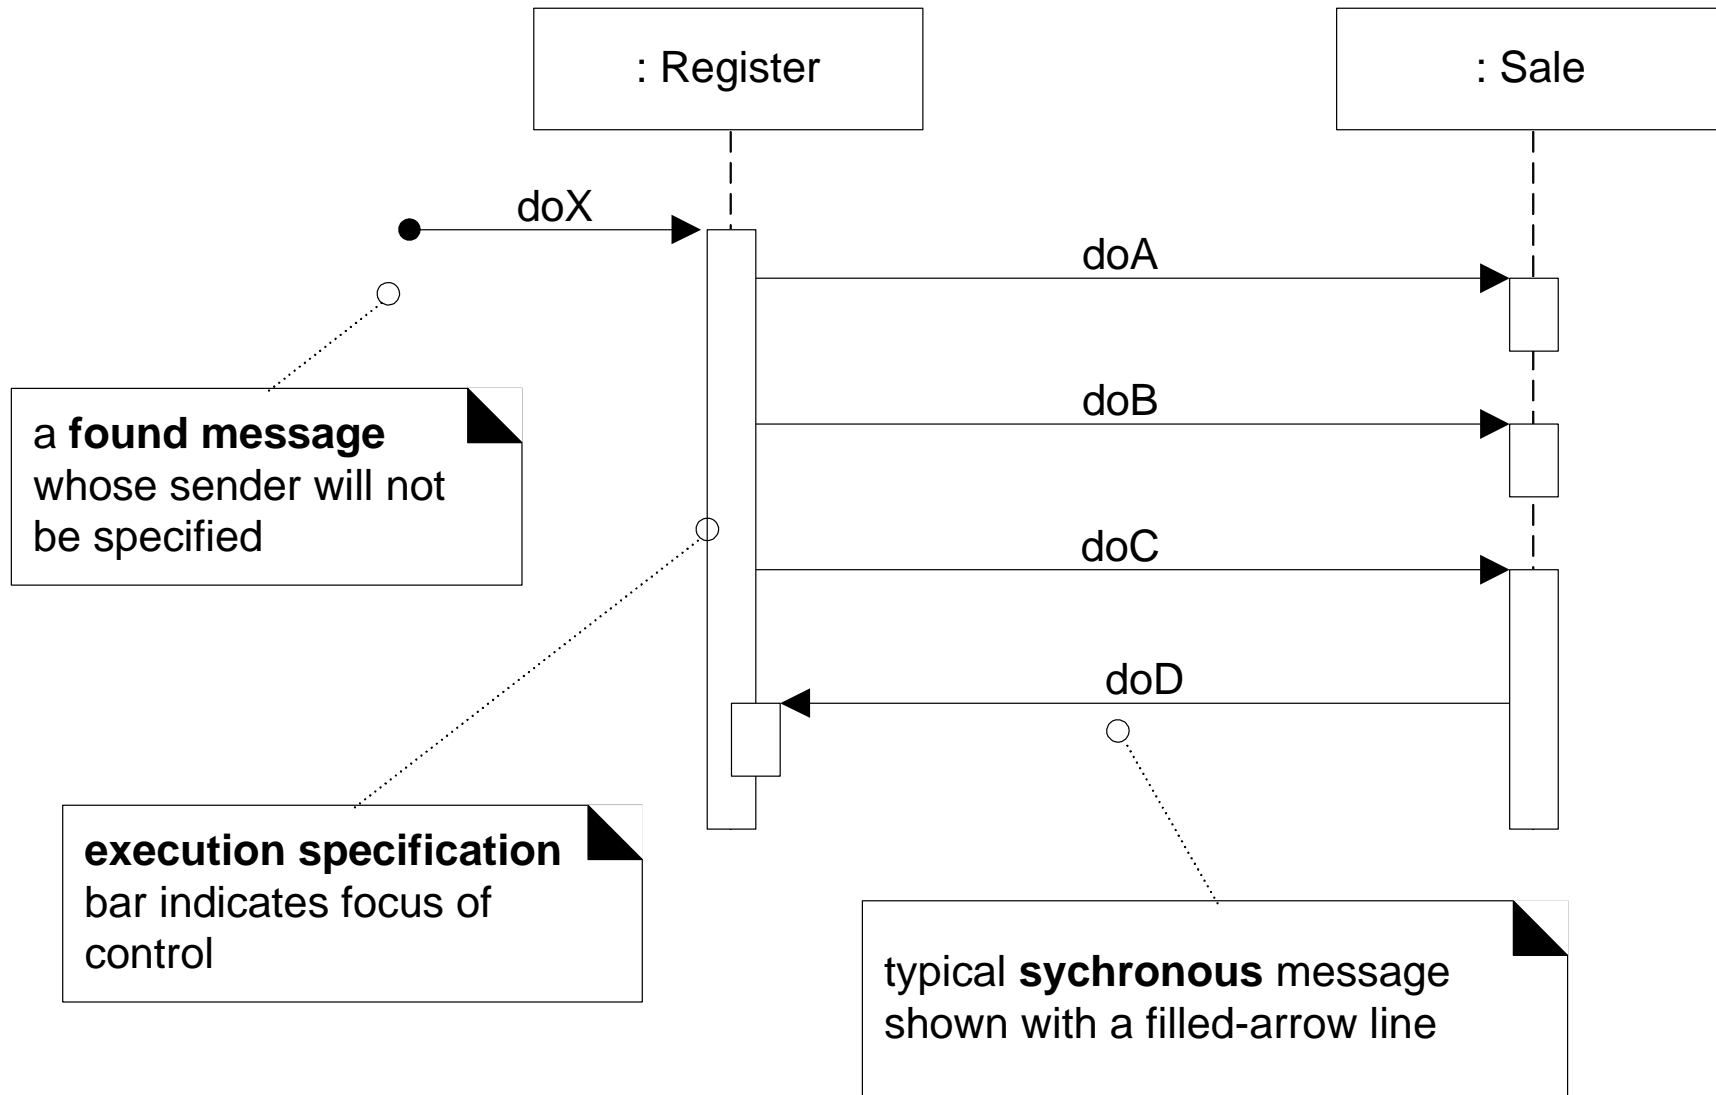 : Register
: Sale
doX
doA
a found message
whose sender will not
be specified
doB
doC
doD
execution specification
bar indicates focus of
control
typical sychronous message
shown with a filled-arrow line